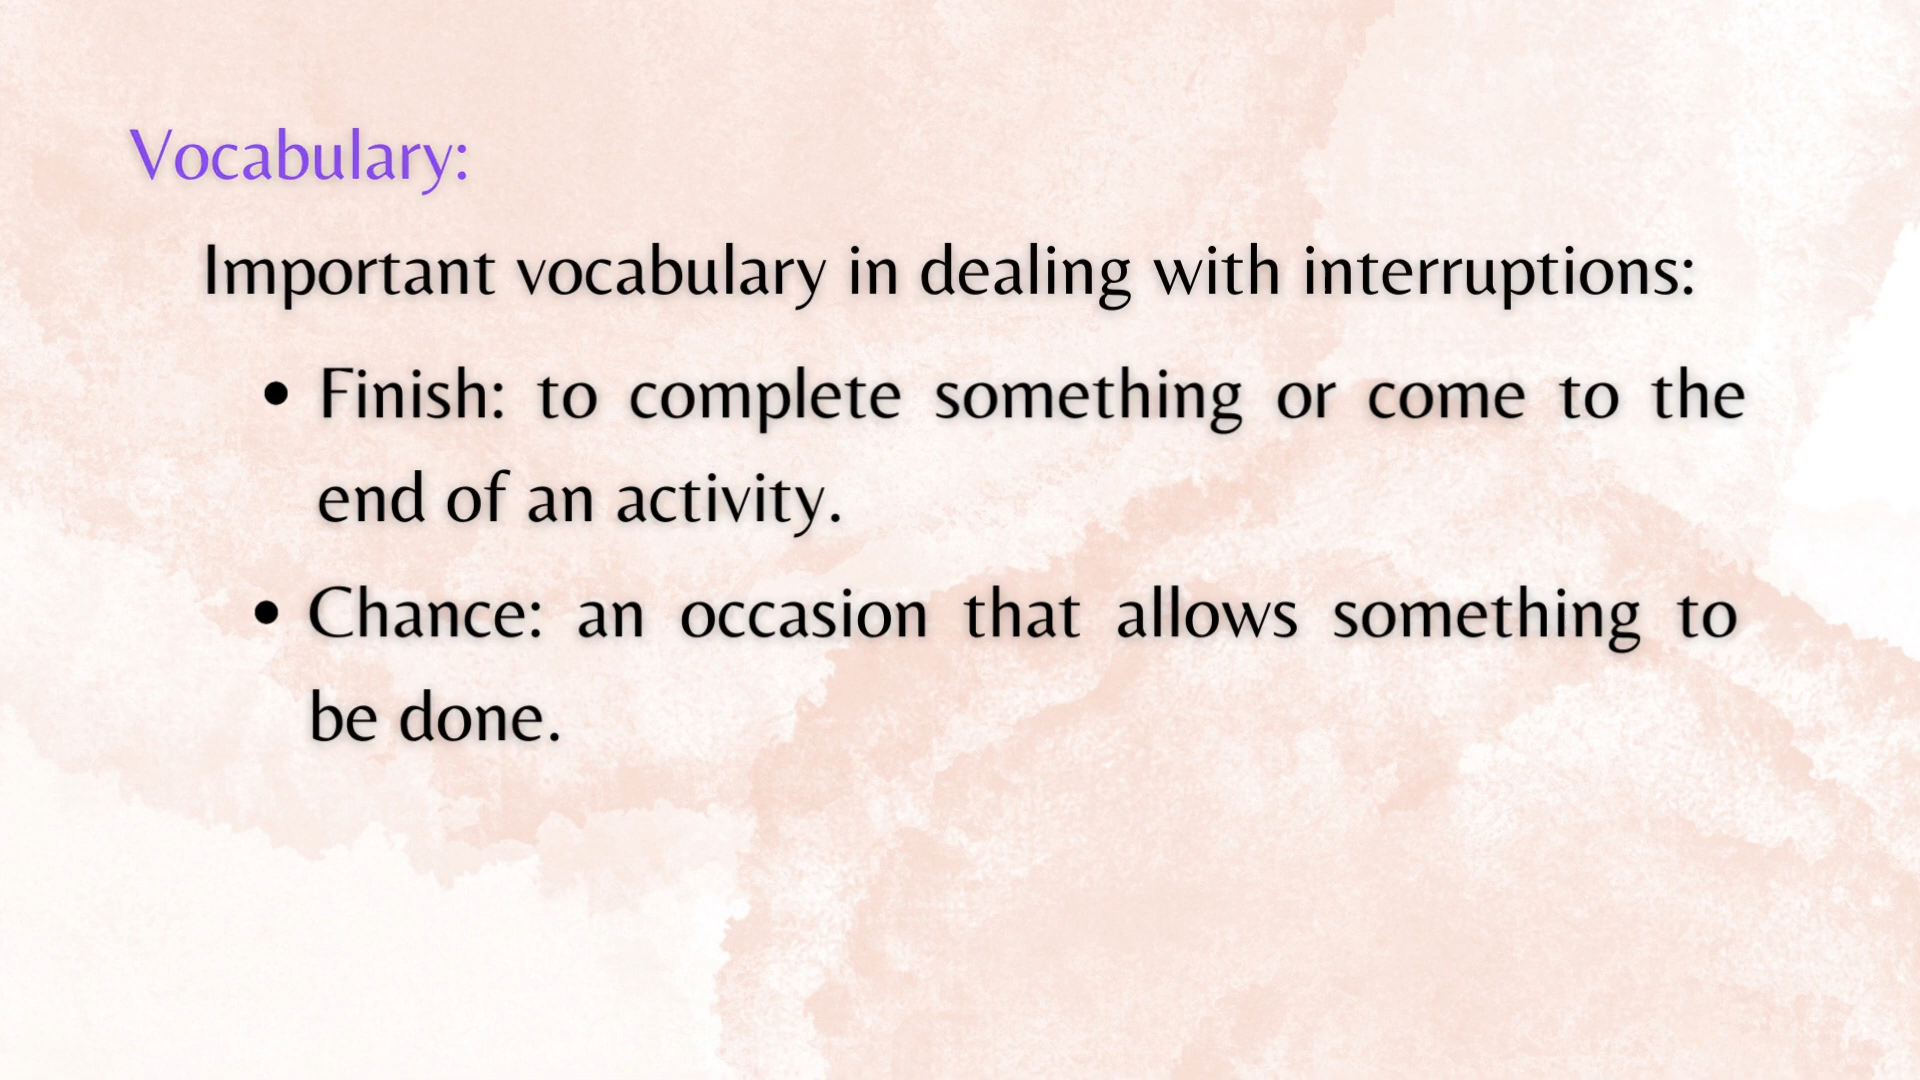 Vocabulary:
Important vocabulary in dealing with interruptions:
• Finish: to complete something or come to the
end of an activity.
• Chance: an occasion that allows something to
be done.